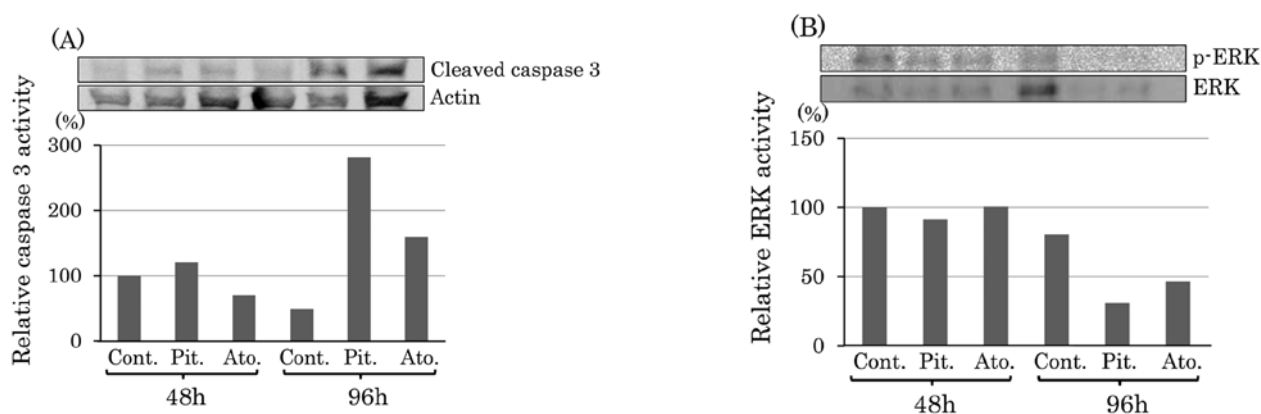 (A)
Cleaved caspase 3
Actin
(%)
Relative caspase 3 activity
300
200
100
0
Cont. Pit. Ato. Cont. Pit. Ato.
48h 96h
(B)
p-ERK
ERK
(%)
Relative ERK activity
150
100
50
0
Cont. Pit. Ato. Cont. Pit. Ato.
48h 96h